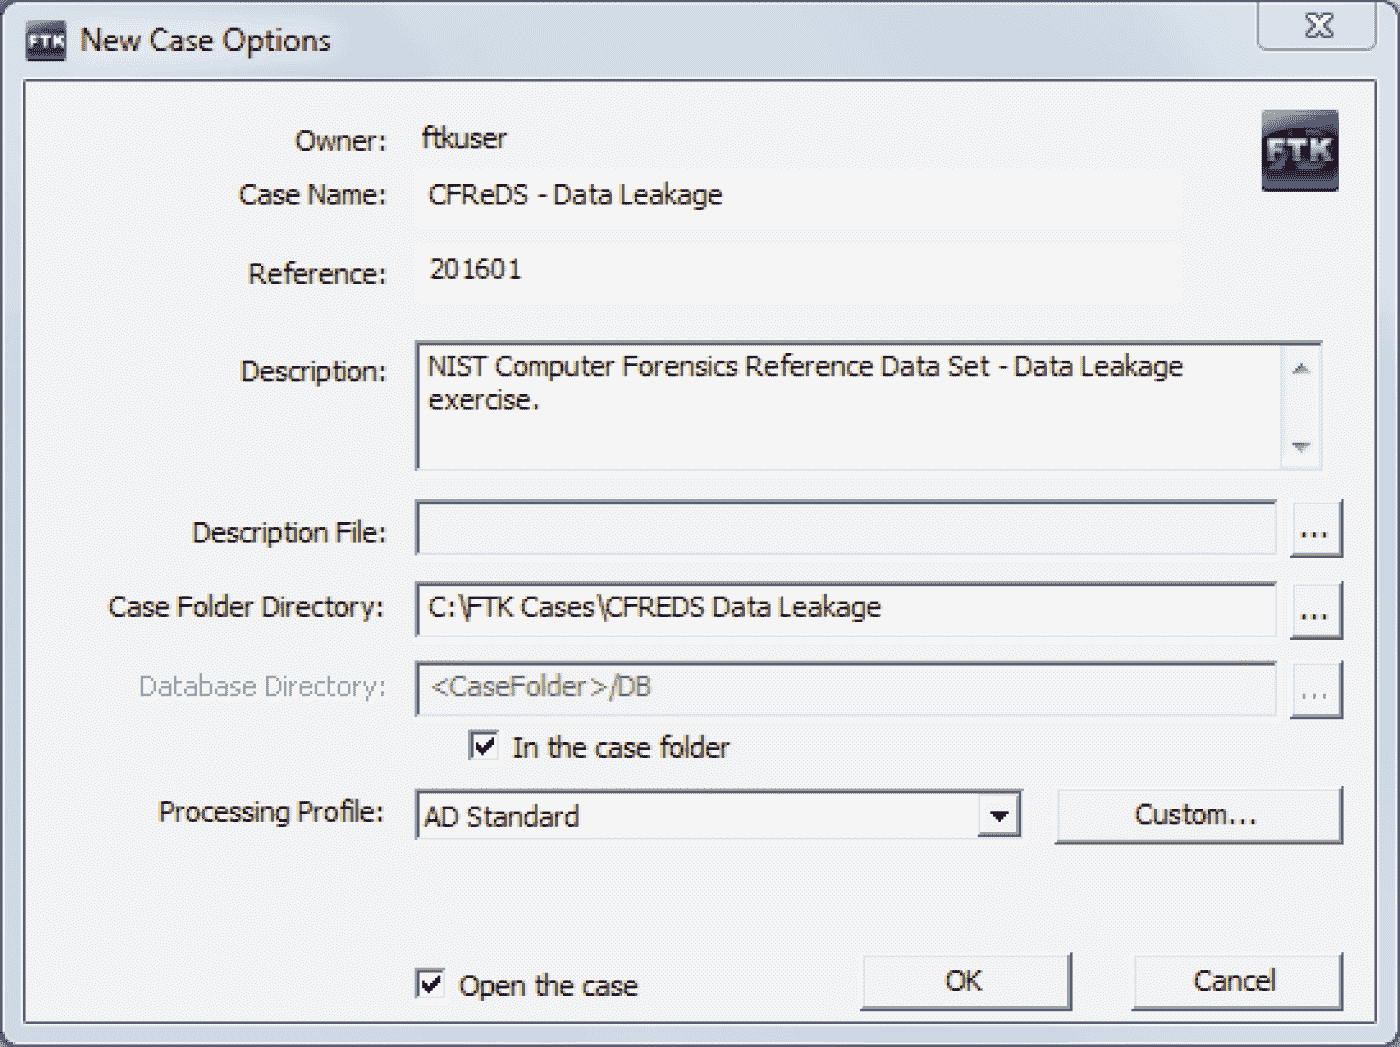 FTK New Case Options
X
FTK
Owner: ftkuser
Case Name: CFReDS - Data Leakage
Reference: 201601
Description: NIST Computer Forensics Reference Data Set - Data Leakage
exercise.
Description File: ...
Case Folder Directory: C:\FTK Cases\CFREDS Data Leakage ...
Database Directory: <CaseFolder>/DB ...
In the case folder
Processing Profile: AD Standard Custom...
Open the case OK Cancel